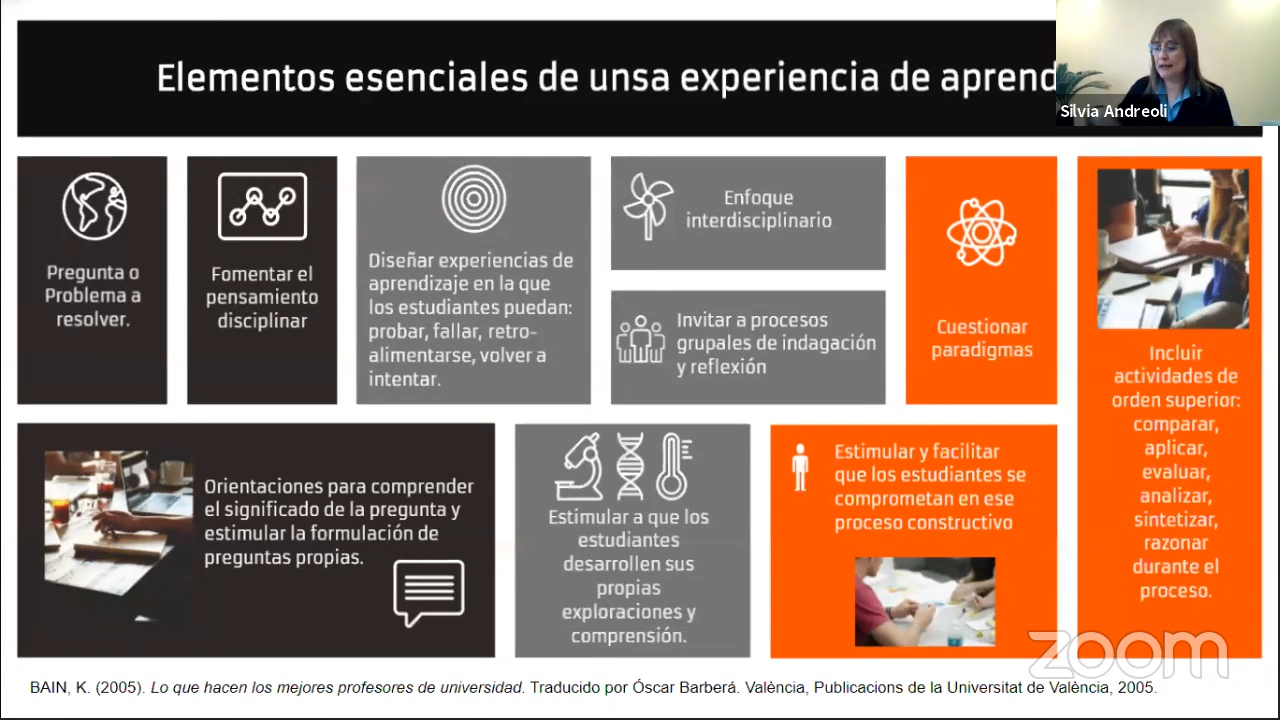 Elementos esenciales de unsa experiencia de aprend
Silvia Andreoli
Pregunta o
Problema a
resolver.
Fomentar el
pensamiento
disciplinar
Diseñar experiencias de
aprendizaje en la que
los estudiantes puedan:
probar, fallar, retro-
alimentarse, volver a
intentar.
Enfoque
interdisciplinario
Invitar a procesos
grupales de indagación
y reflexión
Cuestionar
paradigmas
Incluir
actividades de
orden superior:
comparar,
aplicar,
evaluar,
analizar,
sintetizar,
razonar
durante el
proceso.
Orientaciones para comprender
el significado de la pregunta y
estimular la formulación de
preguntas propias.
Estimular a que los
estudiantes
desarrollen sus
propias
exploraciones y
comprensión.
Estimular y facilitar
que los estudiantes se
comprometan en ese
proceso constructivo
zoom
BAIN, K. (2005). Lo que hacen los mejores profesores de universidad. Traducido por Óscar Barberá. València, Publicacions de la Universitat de València, 2005.